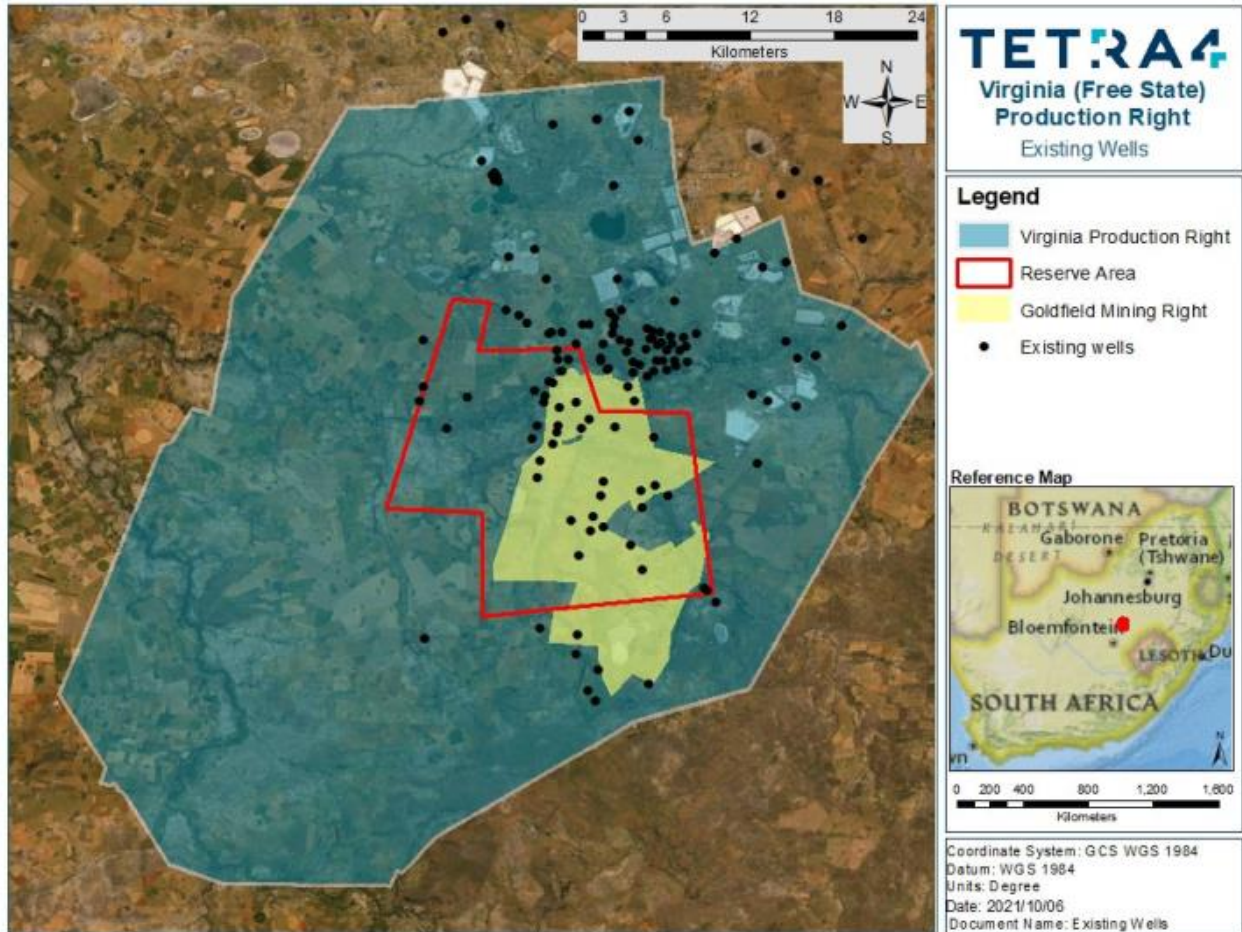 0 3 6 12 18 24
Kilometers
N
W E
S
TETRA4
Virginia (Free State)
Production Right
Existing Wells
Legend
Virginia Production Right
Reserve Area
Goldfield Mining Right
Existing wells
Reference Map
BOTSWANA
KALAHARI
DESERT
Gaborone
Pretoria
(Tshwane)
Johannesburg
Bloemfontein
LESOTHO
Du
SOUTH AFRICA
wn
N
0 200 400 800 1,200 1,600
Kilometers
Coordinate System: GCS WGS 1984
Datum: WGS 1984
Units: Degree
Date: 2021/10/06
Document Name: Existing Wells